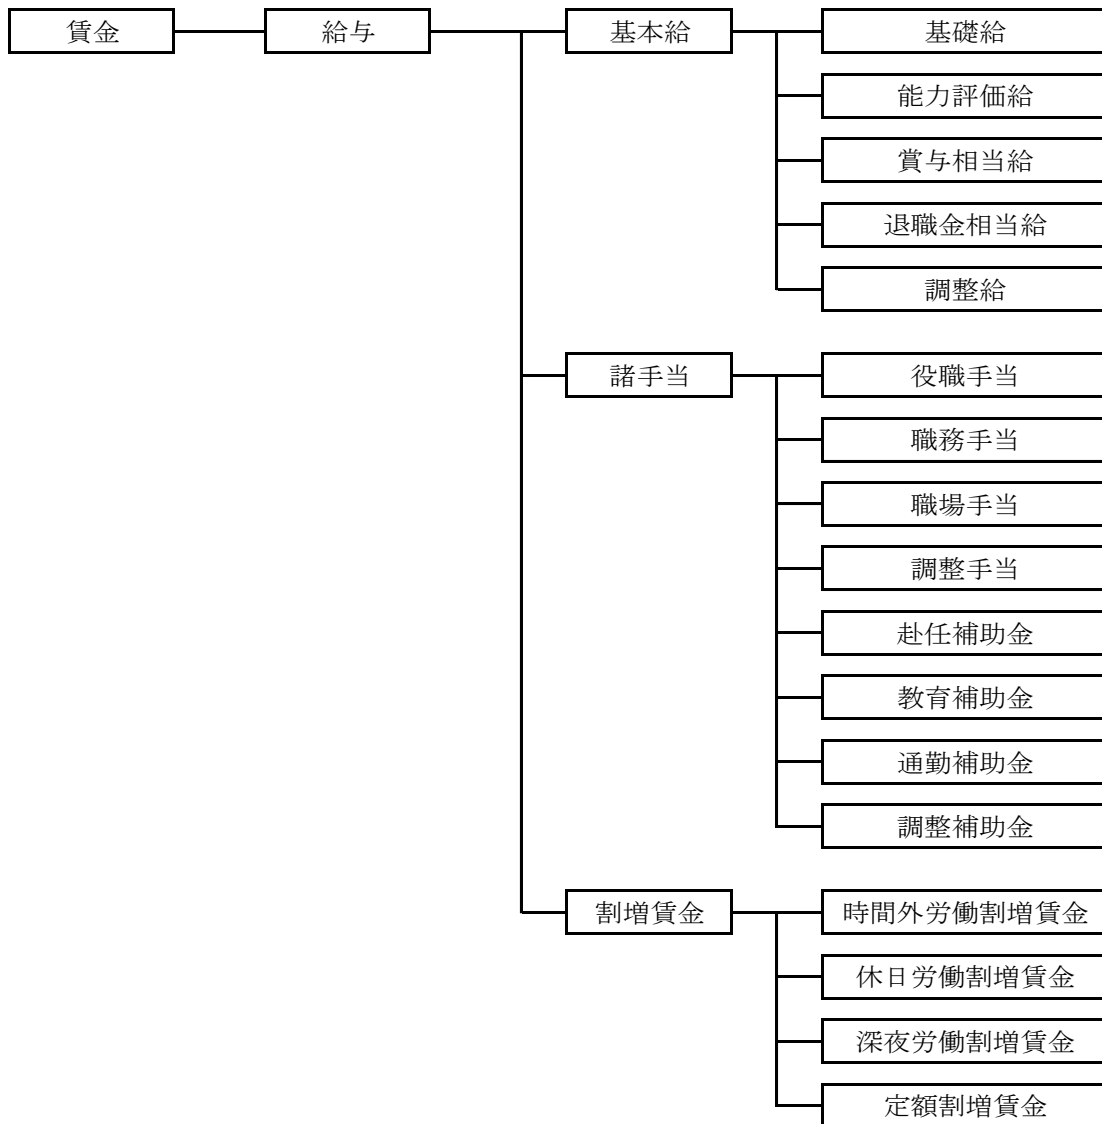 賃金
給与
基本給
基礎給
能力評価給
賞与相当給
退職金相当給
調整給
諸手当
役職手当
職務手当
職場手当
調整手当
赴任補助金
教育補助金
通勤補助金
調整補助金
割増賃金
時間外労働割増賃金
休日労働割増賃金
深夜労働割増賃金
定額割増賃金